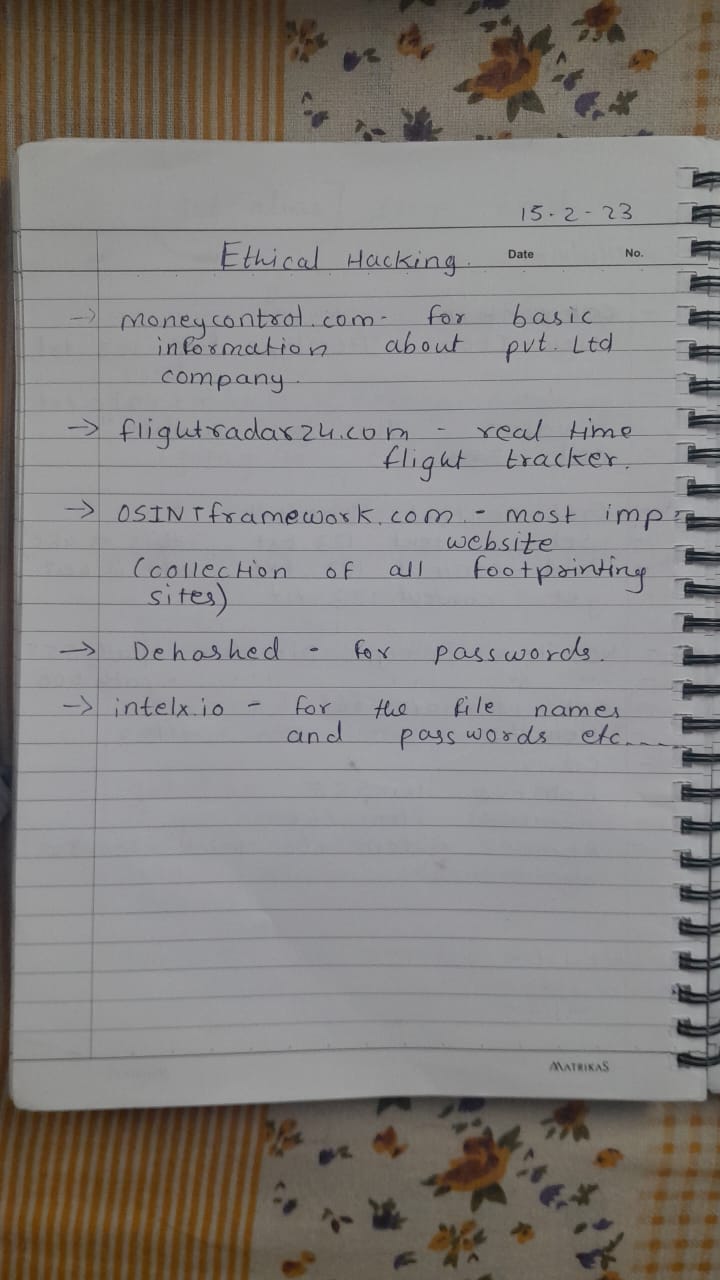 15-2-23
Ethical Hacking. Date No.
→ moneycontrol.com- for basic
information about pvt. Ltd
company.
→ flightradar24.com - real time
flight tracker.
→ OSINTframework.com. - most imp
website
(collection of all footprinting
sites)
→ Dehashed - for passwords.
→ intelx.io - for the file names
and passwords etc....
MATRIKAS